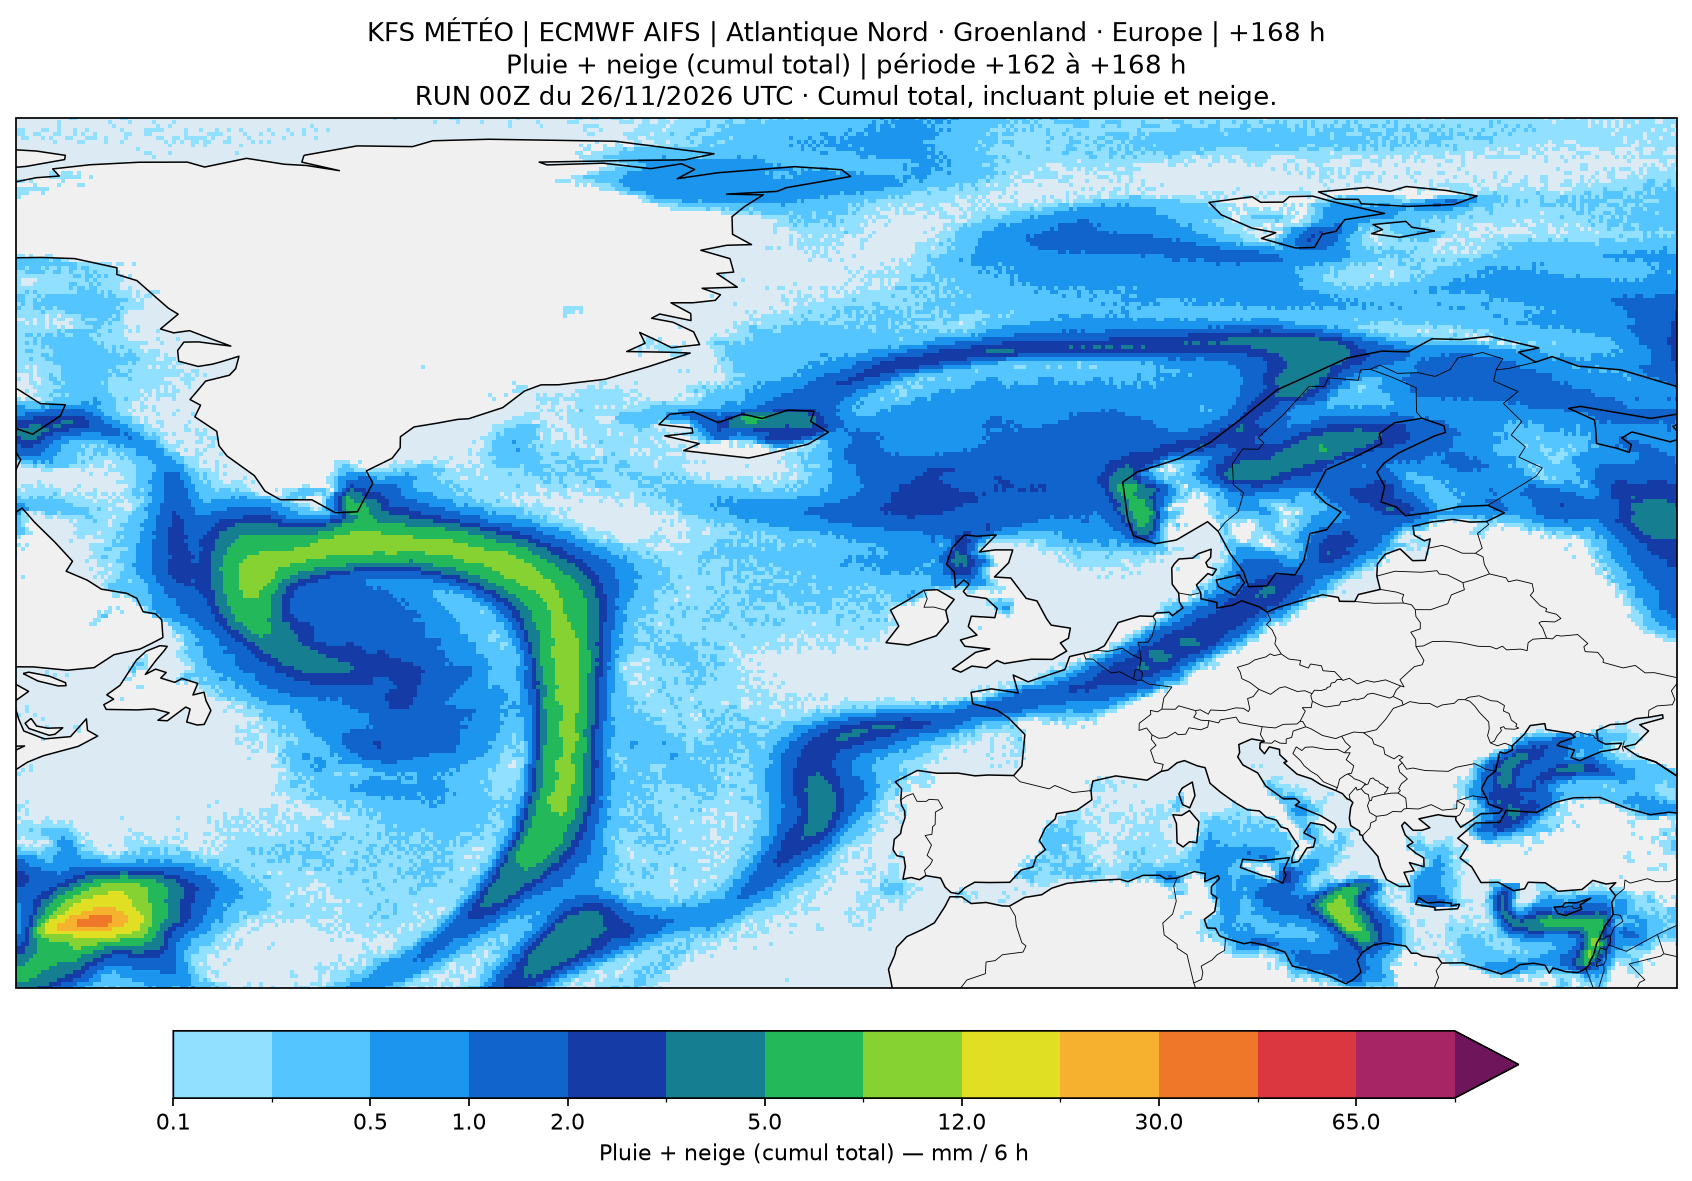 KFS MÉTÉO | ECMWF AIFS | Atlantique Nord · Groenland · Europe | +168 h
Pluie + neige (cumul total) | période +162 à +168 h
RUN 00Z du 26/11/2026 UTC · Cumul total, incluant pluie et neige.
0.1 0.5 1.0 2.0 5.0 12.0 30.0 65.0
Pluie + neige (cumul total) — mm / 6 h